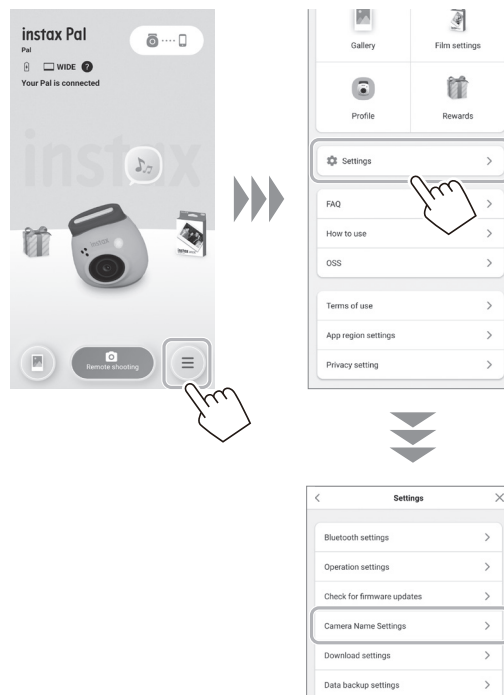 instax Pal
Pal
WIDE ?
Your Pal is connected
instax
instax
Remote shooting
Gallery
Film settings
Profile
Rewards
Settings
FAQ
How to use
OSS
Terms of use
App region settings
Privacy setting
Settings
Bluetooth settings
Operation settings
Check for firmware updates
Camera Name Settings
Download settings
Data backup settings